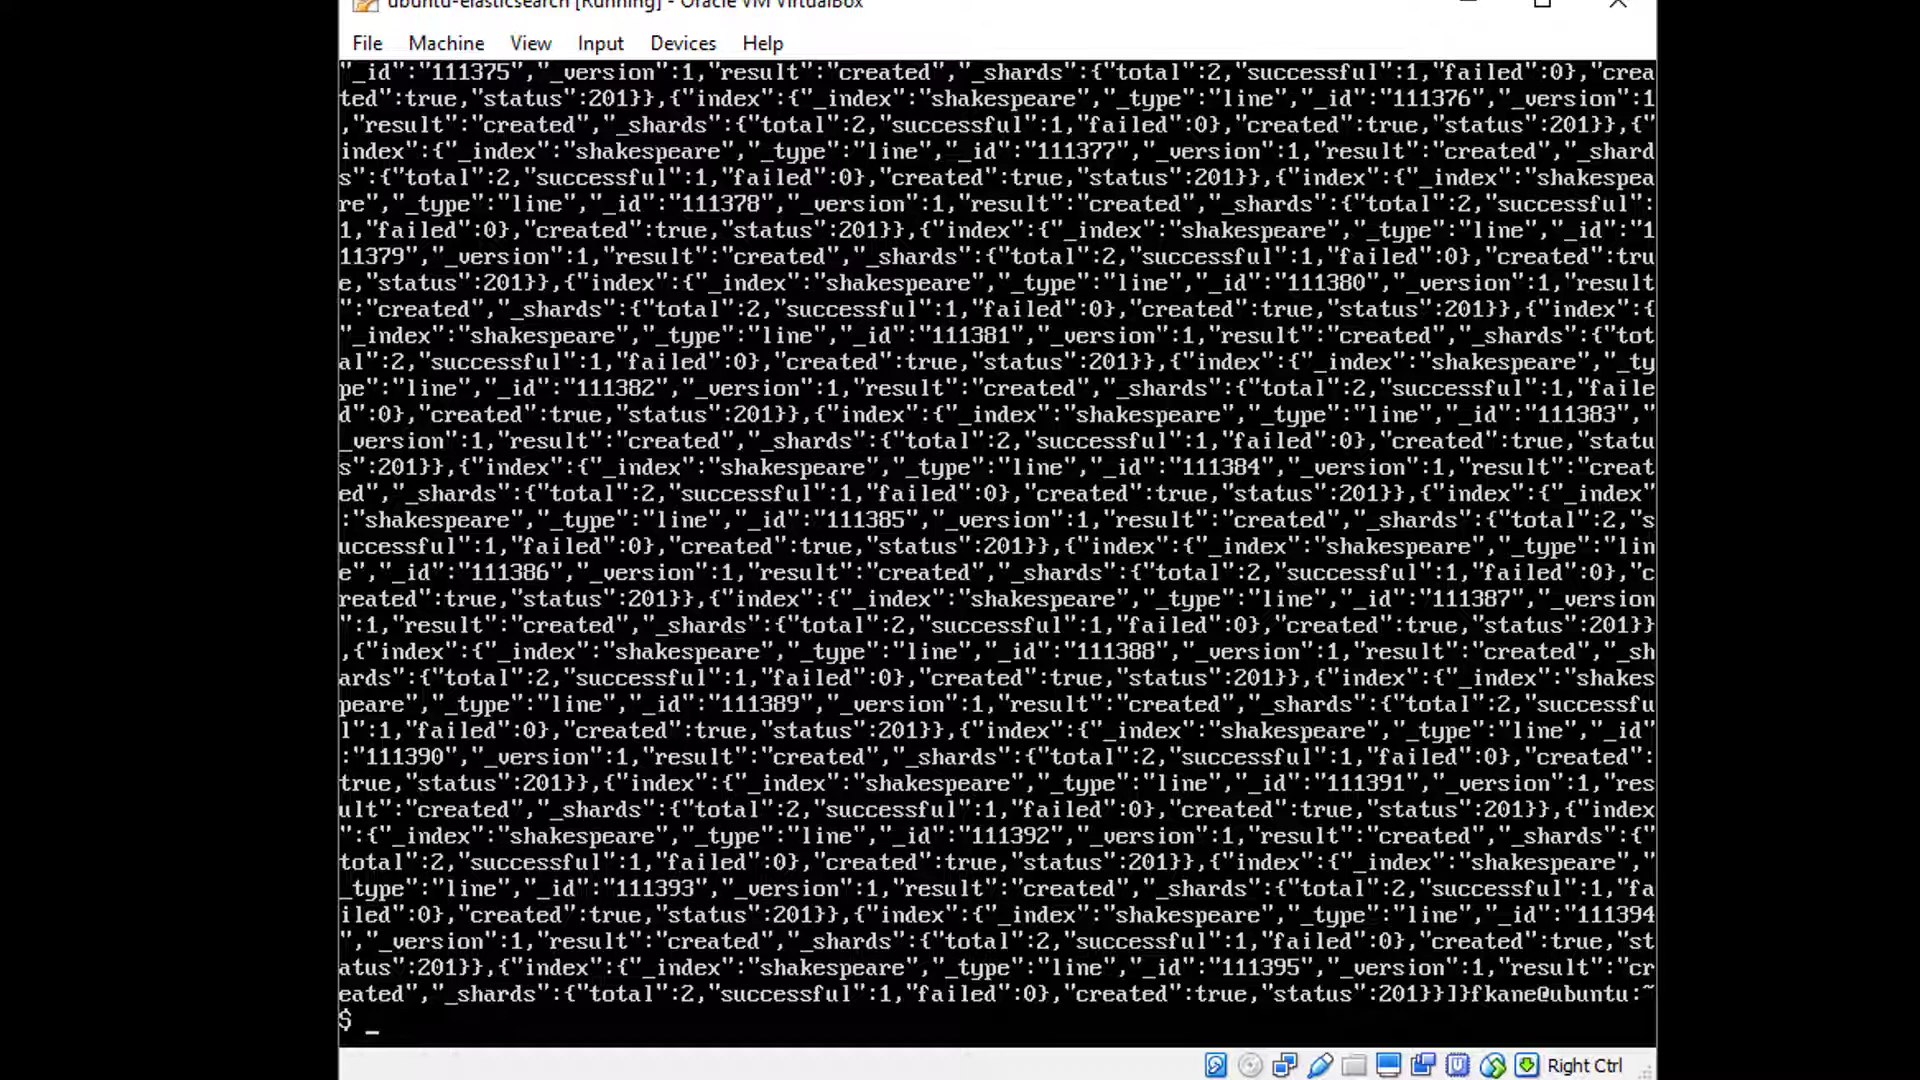 ubuntu-elasticsearch [Running] - Oracle VM VirtualBox
File Machine View Input Devices Help
"_id":"111375","_version":1,"result":"created","_shards":{"total":2,"successful":1,"failed":0},"crea
ted":true,"status":201}},{"index":{"_index":"shakespeare","_type":"line","_id":"111376","_version":1
,"result":"created","_shards":{"total":2,"successful":1,"failed":0},"created":true,"status":201}},{"
index":{"_index":"shakespeare","_type":"line","_id":"111377","_version":1,"result":"created","_shard
s":{"total":2,"successful":1,"failed":0},"created":true,"status":201}},{"index":{"_index":"shakespea
re","_type":"line","_id":"111378","_version":1,"result":"created","_shards":{"total":2,"successful":
1,"failed":0},"created":true,"status":201}},{"index":{"_index":"shakespeare","_type":"line","_id":"1
11379","_version":1,"result":"created","_shards":{"total":2,"successful":1,"failed":0},"created":tru
e,"status":201}},{"index":{"_index":"shakespeare","_type":"line","_id":"111380","_version":1,"result
":"created","_shards":{"total":2,"successful":1,"failed":0},"created":true,"status":201}},{"index":{
"_index":"shakespeare","_type":"line","_id":"111381","_version":1,"result":"created","_shards":{"tot
al":2,"successful":1,"failed":0},"created":true,"status":201}},{"index":{"_index":"shakespeare","_ty
pe":"line","_id":"111382","_version":1,"result":"created","_shards":{"total":2,"successful":1,"faile
d":0},"created":true,"status":201}},{"index":{"_index":"shakespeare","_type":"line","_id":"111383","
_version":1,"result":"created","_shards":{"total":2,"successful":1,"failed":0},"created":true,"statu
s":201}},{"index":{"_index":"shakespeare","_type":"line","_id":"111384","_version":1,"result":"creat
ed","_shards":{"total":2,"successful":1,"failed":0},"created":true,"status":201}},{"index":{"_index"
:"shakespeare","_type":"line","_id":"111385","_version":1,"result":"created","_shards":{"total":2,"s
uccessful":1,"failed":0},"created":true,"status":201}},{"index":{"_index":"shakespeare","_type":"lin
e","_id":"111386","_version":1,"result":"created","_shards":{"total":2,"successful":1,"failed":0},"c
reated":true,"status":201}},{"index":{"_index":"shakespeare","_type":"line","_id":"111387","_version
":1,"result":"created","_shards":{"total":2,"successful":1,"failed":0},"created":true,"status":201}}
,{"index":{"_index":"shakespeare","_type":"line","_id":"111388","_version":1,"result":"created","_sh
ards":{"total":2,"successful":1,"failed":0},"created":true,"status":201}},{"index":{"_index":"shakes
peare","_type":"line","_id":"111389","_version":1,"result":"created","_shards":{"total":2,"successfu
l":1,"failed":0},"created":true,"status":201}},{"index":{"_index":"shakespeare","_type":"line","_id"
:"111390","_version":1,"result":"created","_shards":{"total":2,"successful":1,"failed":0},"created":
true,"status":201}},{"index":{"_index":"shakespeare","_type":"line","_id":"111391","_version":1,"res
ult":"created","_shards":{"total":2,"successful":1,"failed":0},"created":true,"status":201}},{"index
":{"_index":"shakespeare","_type":"line","_id":"111392","_version":1,"result":"created","_shards":{"
total":2,"successful":1,"failed":0},"created":true,"status":201}},{"index":{"_index":"shakespeare","
_type":"line","_id":"111393","_version":1,"result":"created","_shards":{"total":2,"successful":1,"fa
iled":0},"created":true,"status":201}},{"index":{"_index":"shakespeare","_type":"line","_id":"111394
","_version":1,"result":"created","_shards":{"total":2,"successful":1,"failed":0},"created":true,"st
atus":201}},{"index":{"_index":"shakespeare","_type":"line","_id":"111395","_version":1,"result":"cr
eated","_shards":{"total":2,"successful":1,"failed":0},"created":true,"status":201}}]}fkane@ubuntu:~
$ _
Right Ctrl